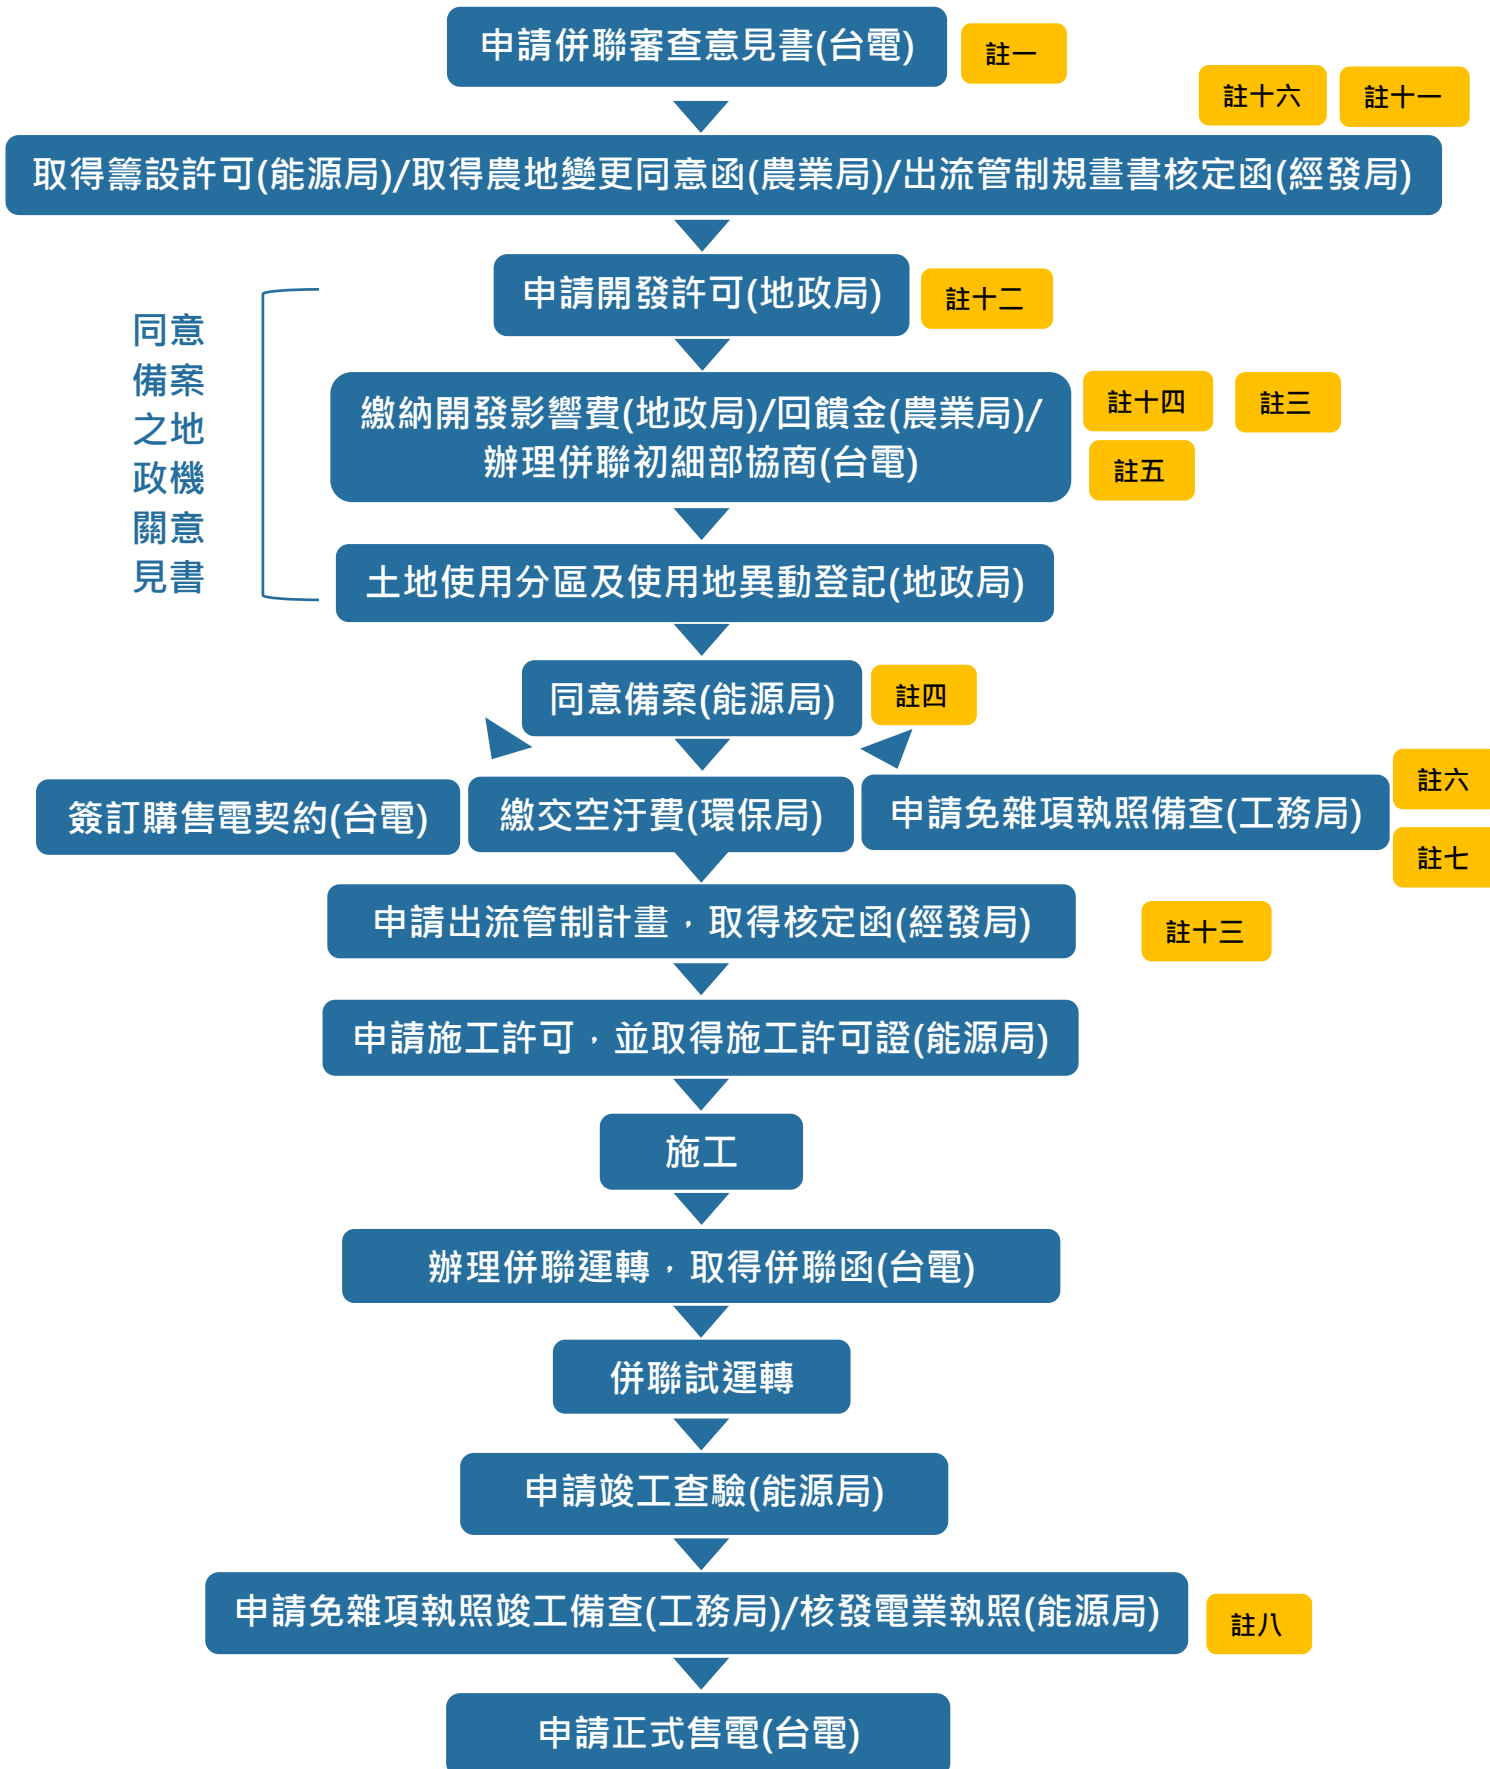 申請併聯審查意見書(台電)
註一
註十六
註十一
取得籌設許可(能源局)/取得農地變更同意函(農業局)/出流管制規畫書核定函(經發局)
申請開發許可(地政局)
註十二
同意
備案
之地
政機
關意
見書
繳納開發影響費(地政局)/回饋金(農業局)/
辦理併聯初細部協商(台電)
註十四
註三
註五
土地使用分區及使用地異動登記(地政局)
同意備案(能源局)
註四
簽訂購售電契約(台電)
繳交空汙費(環保局)
申請免雜項執照備查(工務局)
註六
註七
申請出流管制計畫，取得核定函(經發局)
註十三
申請施工許可，並取得施工許可證(能源局)
施工
辦理併聯運轉，取得併聯函(台電)
併聯試運轉
申請竣工查驗(能源局)
申請免雜項執照竣工備查(工務局)/核發電業執照(能源局)
註八
申請正式售電(台電)